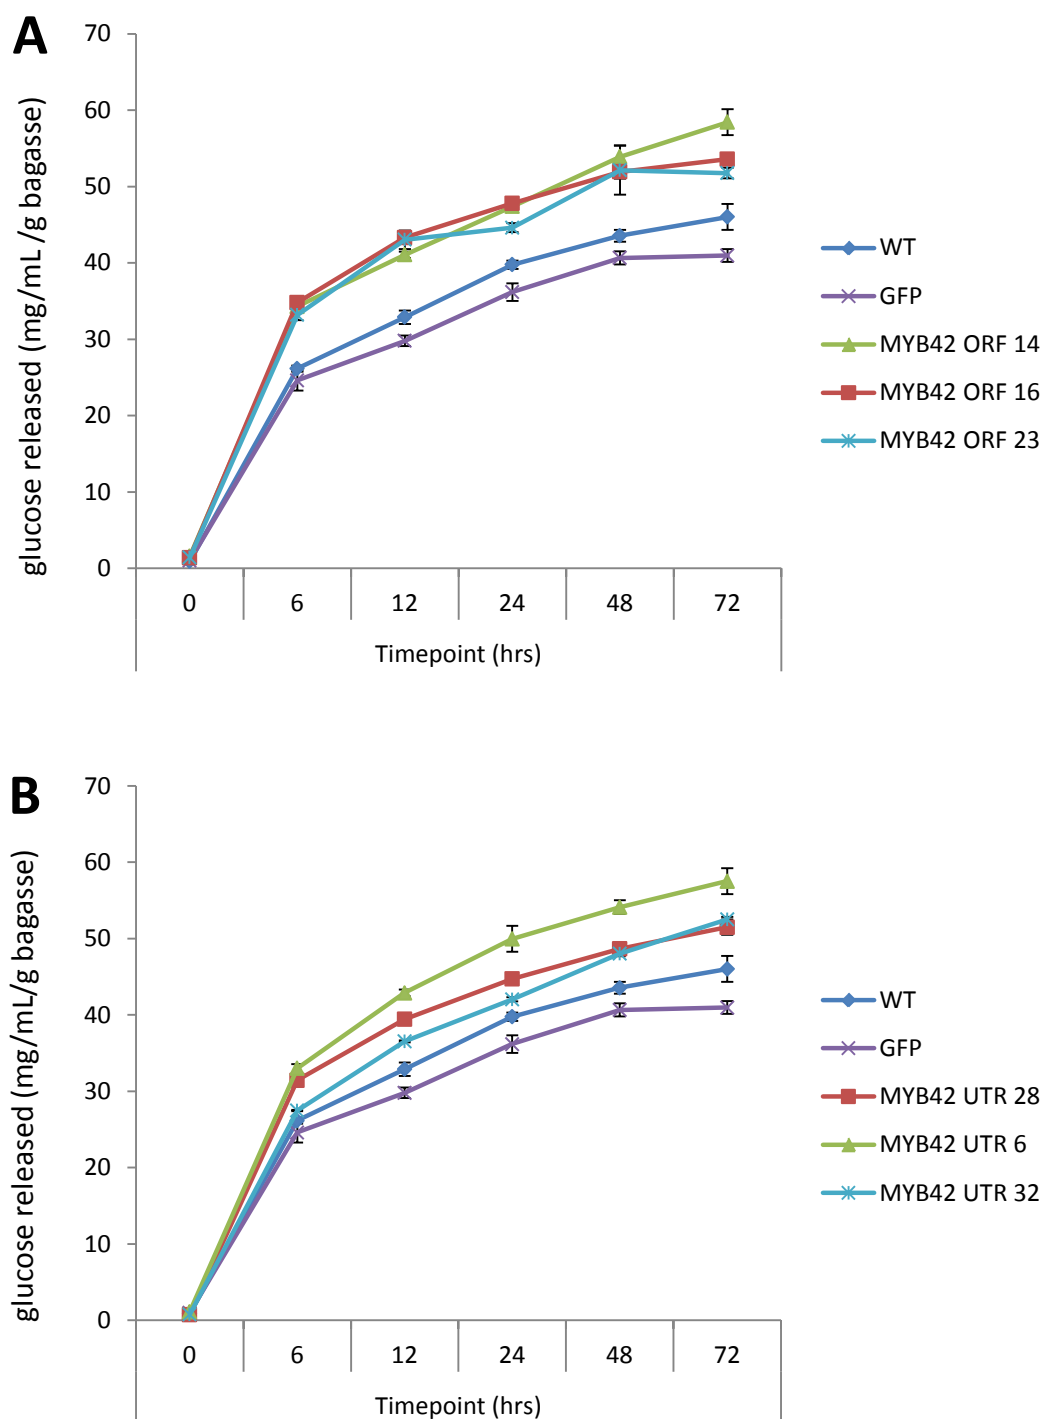 A
70
60
50
40
30
20
10
0
glucose released (mg/mL /g bagasse)
0 6 12 24 48 72
Timepoint (hrs)
WT
GFP
MYB42 ORF 14
MYB42 ORF 16
MYB42 ORF 23
B
70
60
50
40
30
20
10
0
glucose released (mg/mL/g bagasse)
0 6 12 24 48 72
Timepoint (hrs)
WT
GFP
MYB42 UTR 28
MYB42 UTR 6
MYB42 UTR 32